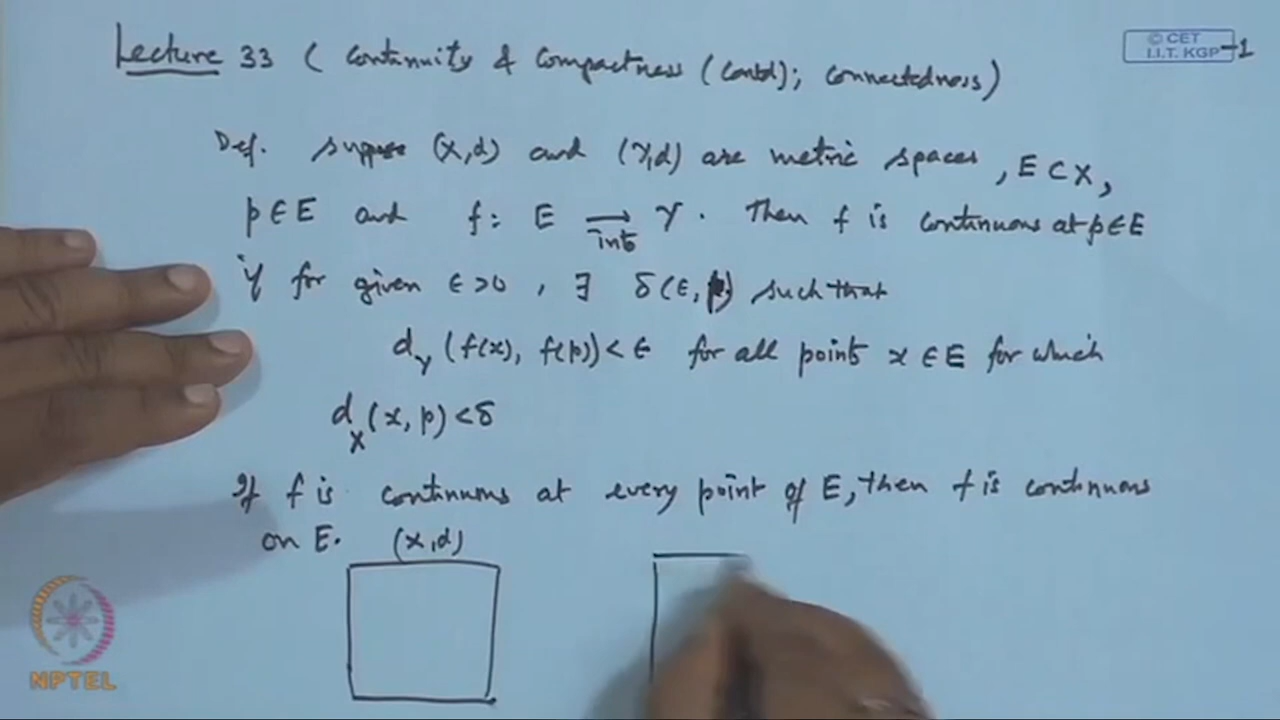 Lecture 33 ( Continuity & Compactness (Contd); Connectedness)
© CET
I.I.T. KGP
-1
Def. Suppose (X,d) and (Y,d) are metric spaces, E⊂X,
p∈E and f: E → Y. Then f is continuous at p∈E
into
if for given ε>0, ∃ δ(ε,p) such that
d_Y (f(x), f(p))<ε for all points x∈E for which
d_X (x,p)<δ
If f is continuous at every point of E, then f is continuous
on E. (X,d)
NPTEL